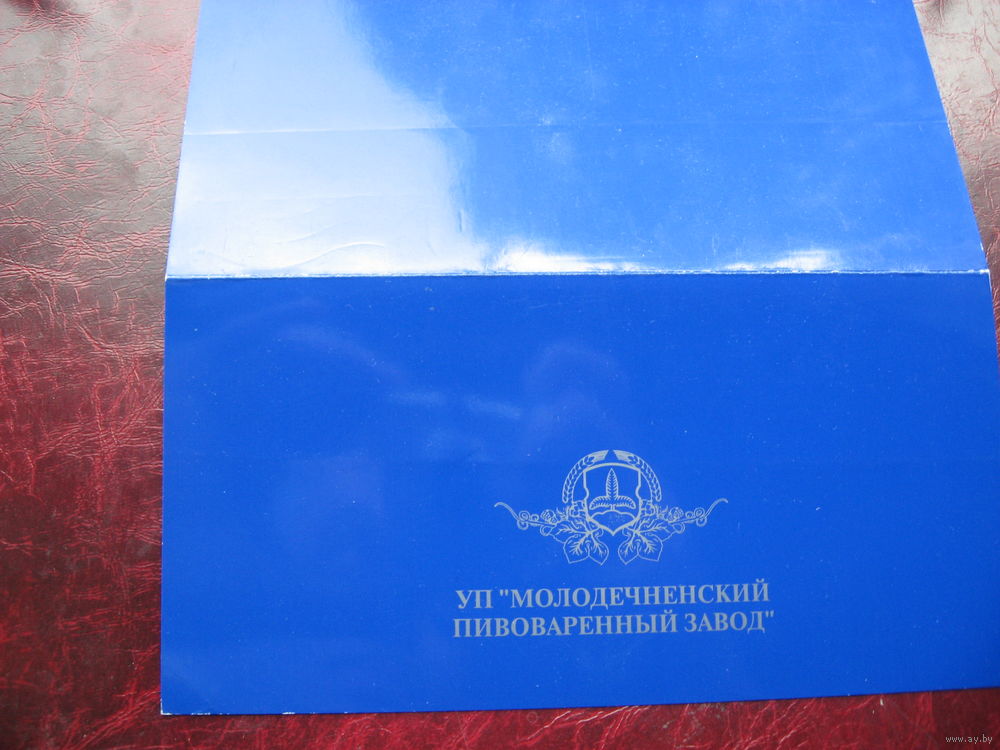 УП "МОЛОДЕЧНЕНСКИЙ
ПИВОВАРЕННЫЙ ЗАВОД"
www.ay.by